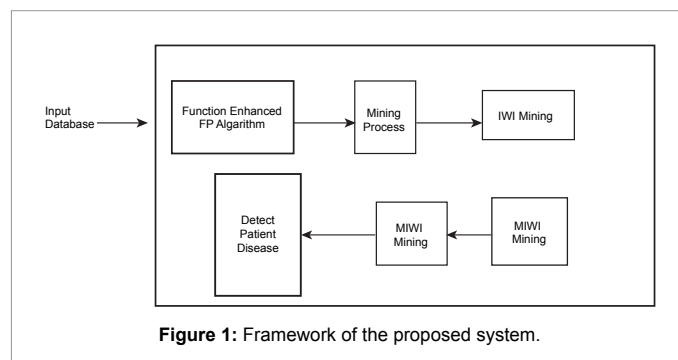 Input
Database
Function Enhanced
FP Algorithm
Mining
Process
IWI Mining
Detect
Patient
Disease
MIWI
Mining
MIWI
Mining
Figure 1: Framework of the proposed system.